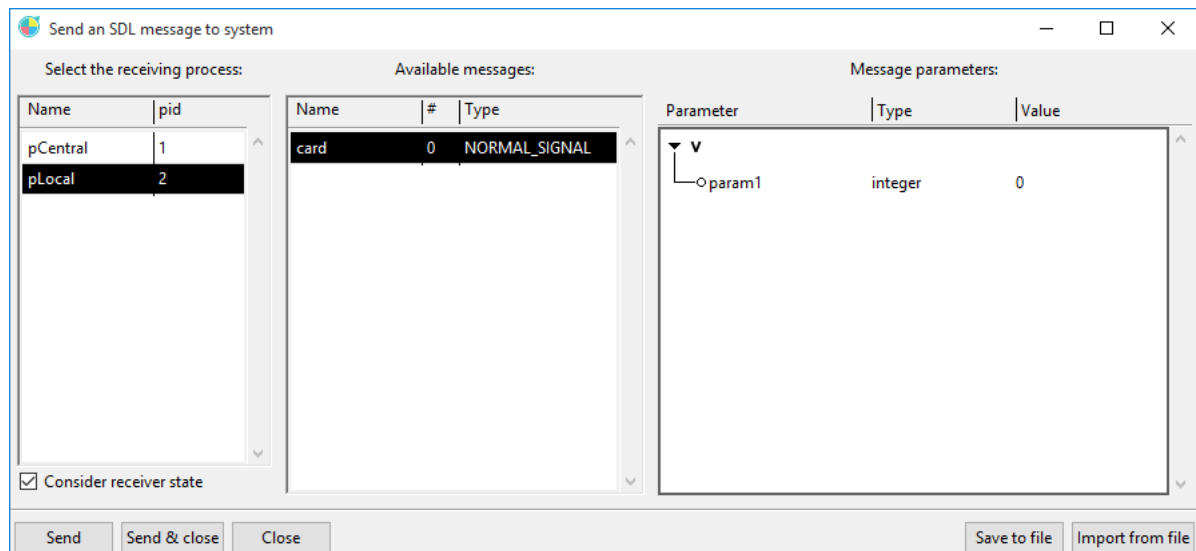 Send an SDL message to system
Select the receiving process: Available messages: Message parameters:
Name pid Name # Type Parameter Type Value
pCentral 1 card 0 NORMAL_SIGNAL v
pLocal 2 param1 integer 0
Consider receiver state
Send Send & close Close Save to file Import from file